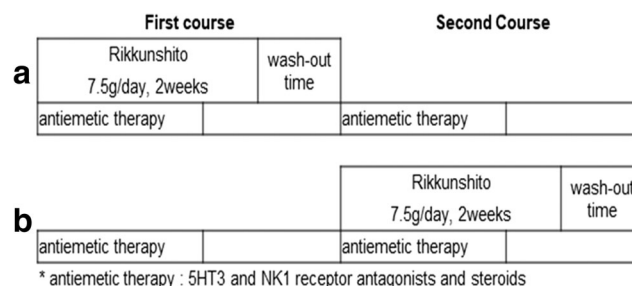 First course Second Course
a
Rikkunshito
7.5g/day, 2weeks
wash-out
time
antiemetic therapy antiemetic therapy
b
Rikkunshito
7.5g/day, 2weeks
wash-out
time
antiemetic therapy antiemetic therapy
* antiemetic therapy : 5HT3 and NK1 receptor antagonists and steroids